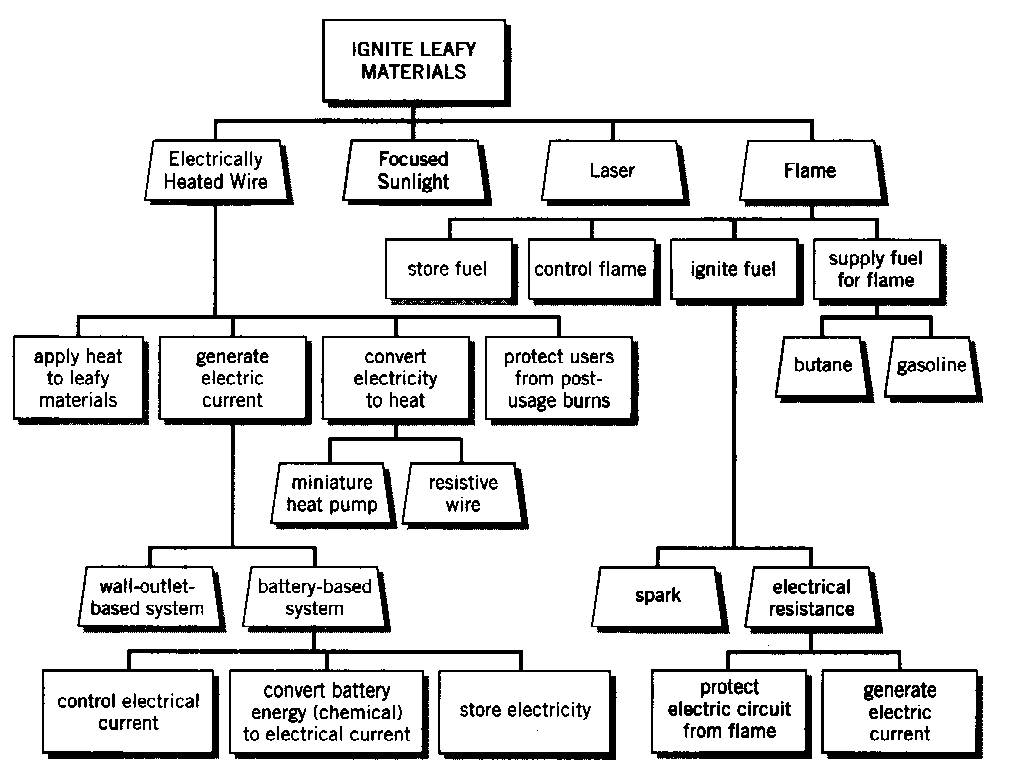 IGNITE LEAFY
MATERIALS
Electrically
Heated Wire
Focused
Sunlight
Laser
Flame
store fuel
control flame
ignite fuel
supply fuel
for flame
apply heat
to leafy
materials
generate
electric
current
convert
electricity
to heat
protect users
from post-
usage burns
butane
gasoline
miniature
heat pump
resistive
wire
wall-outlet-
based system
battery-based
system
spark
electrical
resistance
control electrical
current
convert battery
energy (chemical)
to electrical current
store electricity
protect
electric circuit
from flame
generate
electric
current